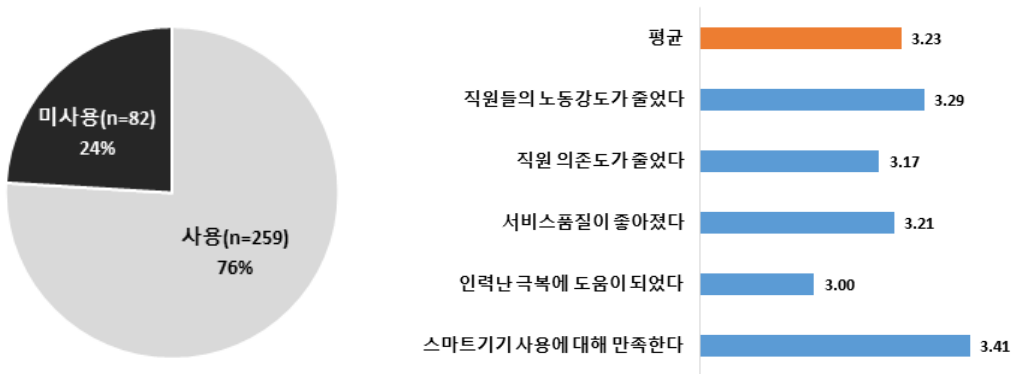 미사용(n=82)
24%
사용(n=259)
76%
평균
3.23
직원들의 노동강도가 줄었다
3.29
직원 의존도가 줄었다
3.17
서비스품질이 좋아졌다
3.21
인력난 극복에 도움이 되었다
3.00
스마트기기 사용에 대해 만족한다
3.41